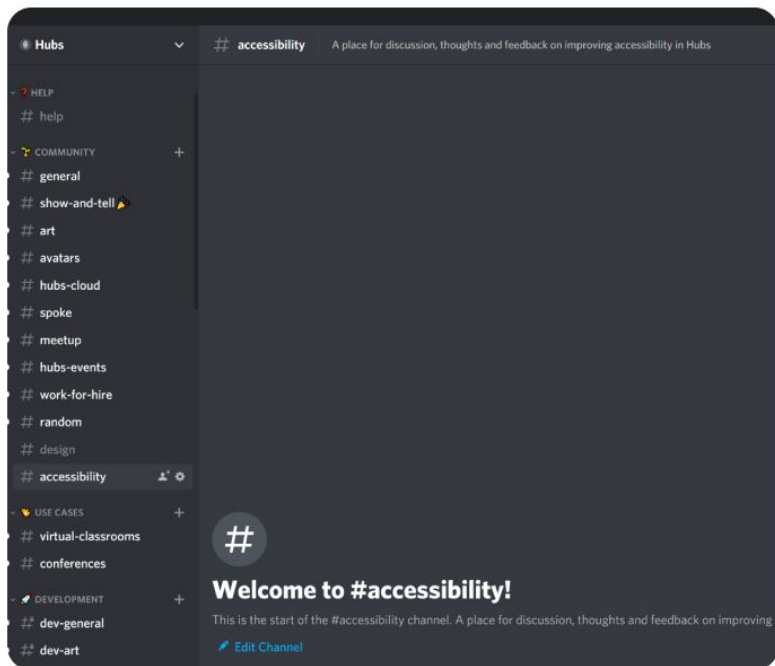 Hubs
HELP
# help
COMMUNITY
# general
# show-and-tell
# art
# avatars
# hubs-cloud
# spoke
# meetup
# hubs-events
# work-for-hire
# random
# design
# accessibility
USE CASES
# virtual-classrooms
# conferences
DEVELOPMENT
# dev-general
# dev-art
# accessibility A place for discussion, thoughts and feedback on improving accessibility in Hubs
#
Welcome to #accessibility!
This is the start of the #accessibility channel. A place for discussion, thoughts and feedback on improving
Edit Channel